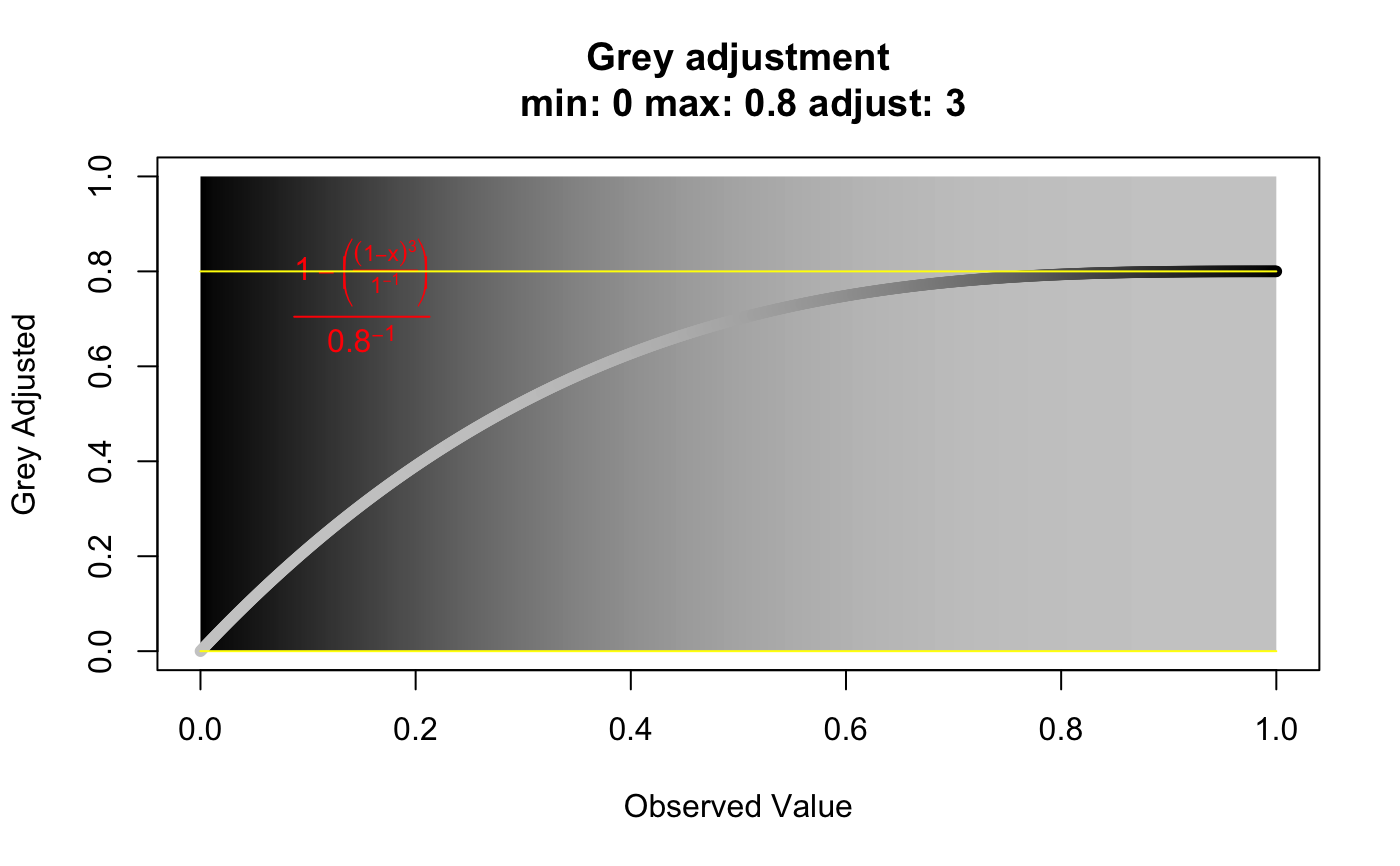 Grey adjustment
min: 0 max: 0.8 adjust: 3
1.0
0.8
0.6
0.4
0.2
0.0
Grey Adjusted
1−(((1−x)^3)/(1^−1))
0.8^−1
0.0 0.2 0.4 0.6 0.8 1.0
Observed Value